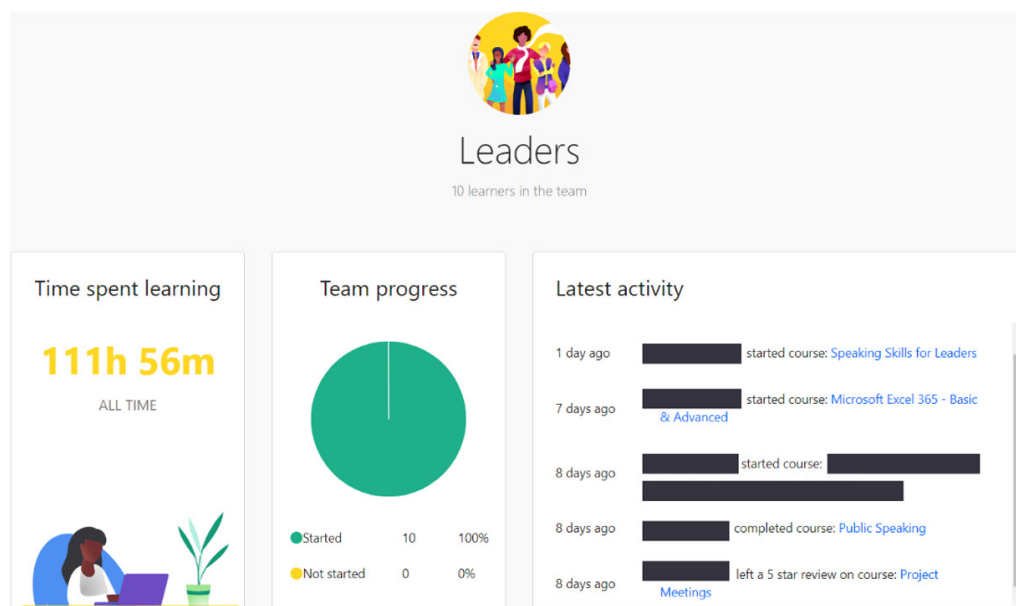 Leaders
10 learners in the team
Time spent learning
111h 56m
ALL TIME
Team progress
Started 10 100%
Not started 0 0%
Latest activity
1 day ago started course: Speaking Skills for Leaders
7 days ago started course: Microsoft Excel 365 - Basic
& Advanced
8 days ago started course:
8 days ago completed course: Public Speaking
8 days ago left a 5 star review on course: Project
Meetings